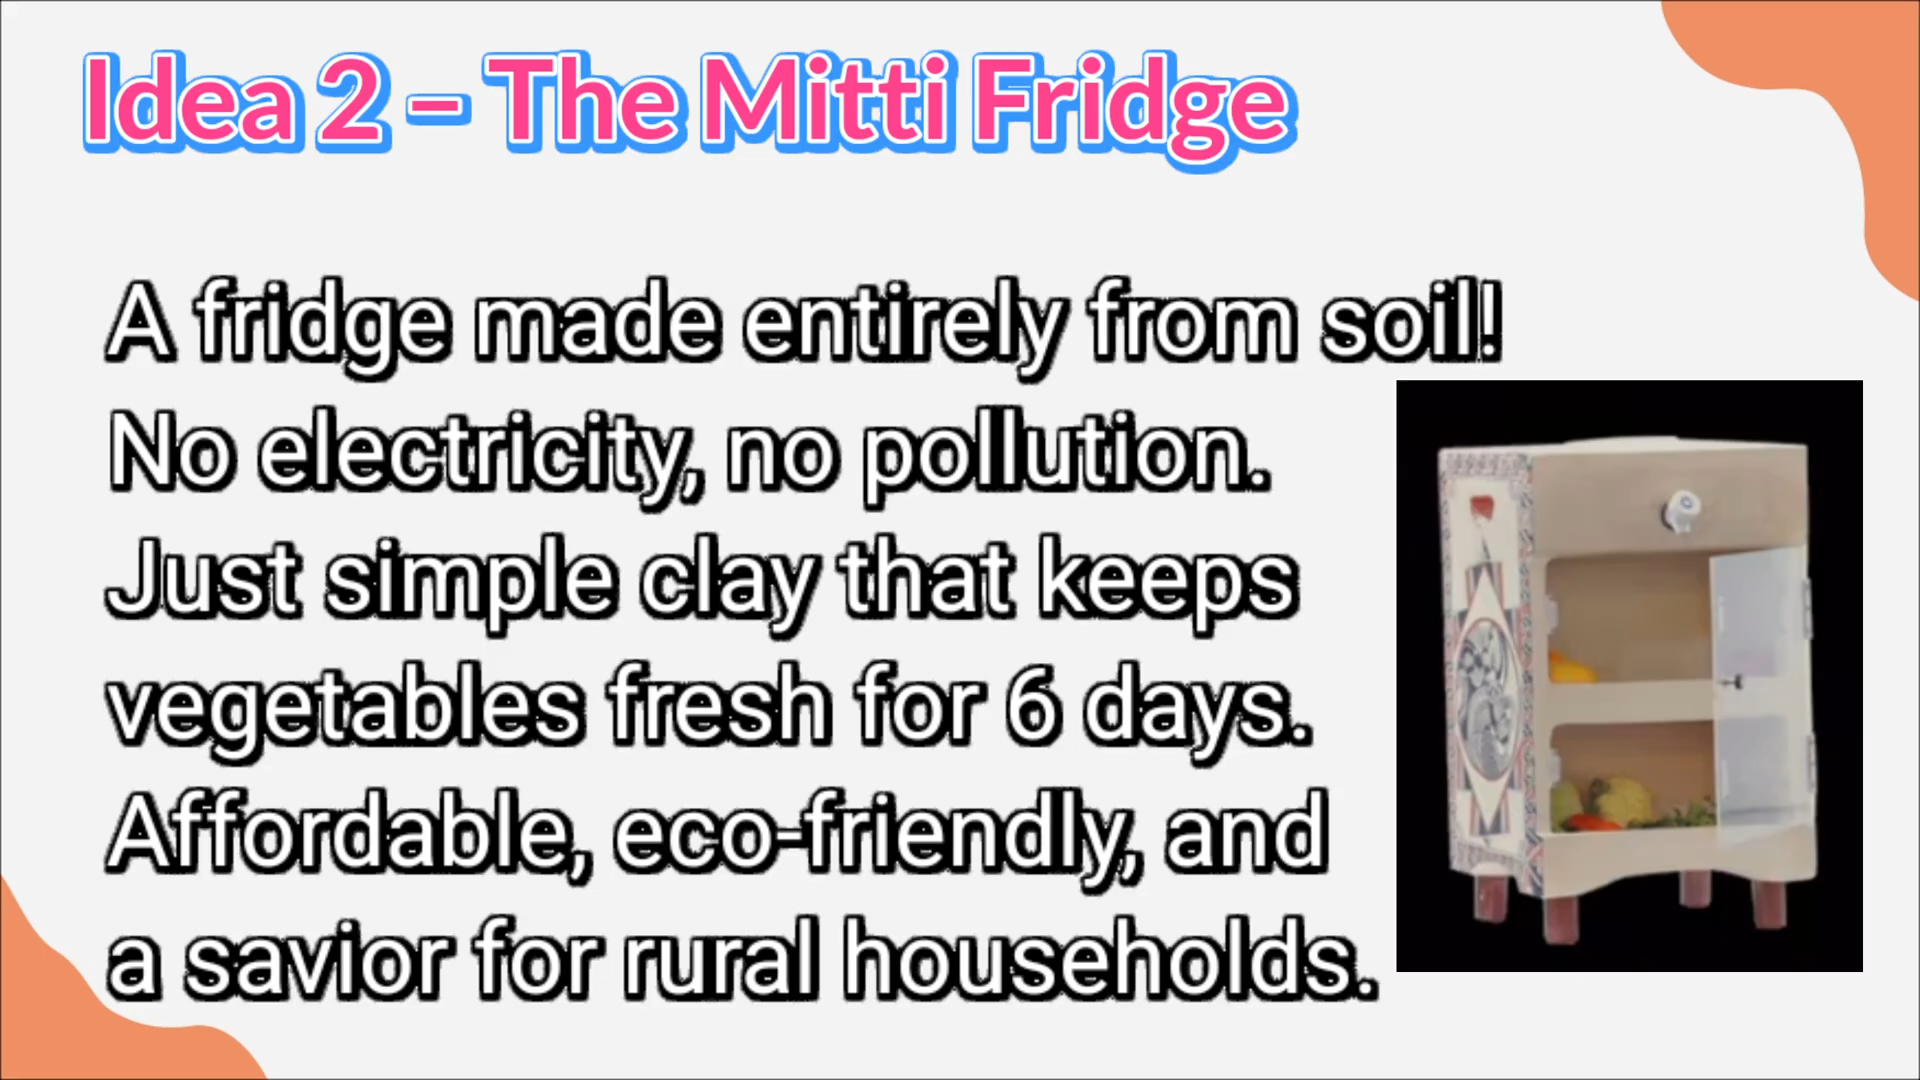 Idea 2 – The Mitti Fridge
A fridge made entirely from soil!
No electricity, no pollution.
Just simple clay that keeps
vegetables fresh for 6 days.
Affordable, eco-friendly, and
a savior for rural households.